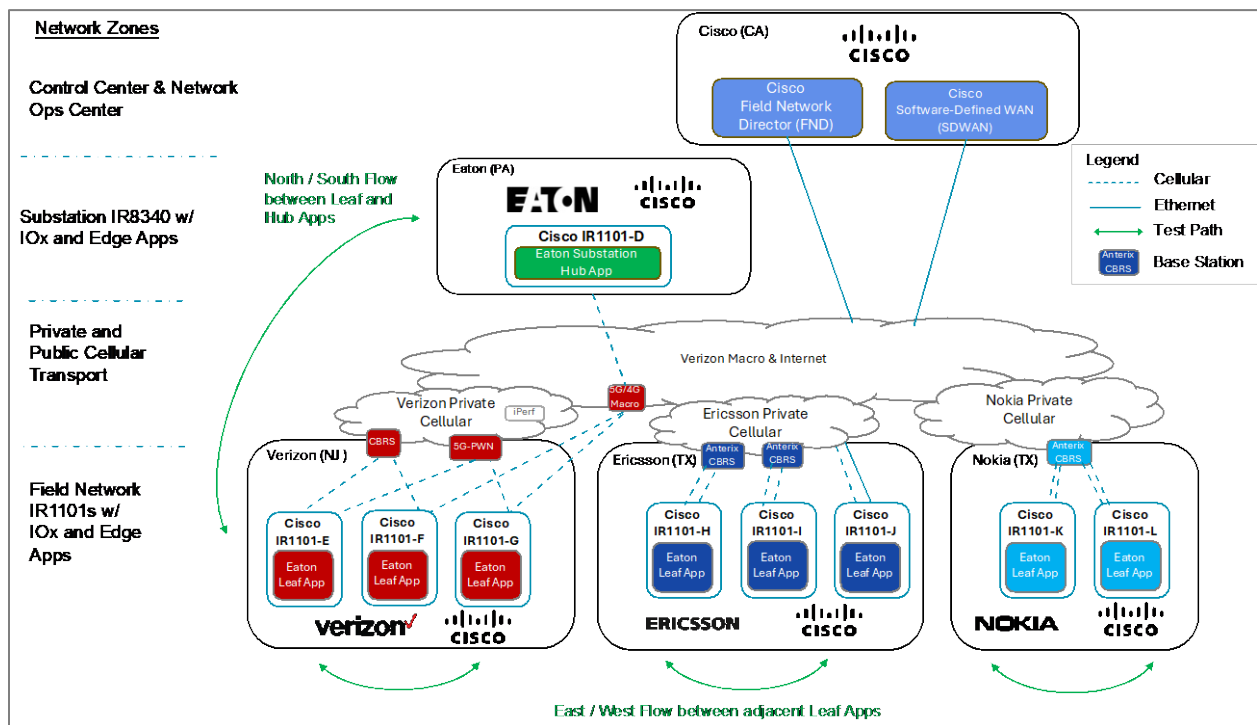 Network Zones
Control Center & Network
Ops Center
Substation IR8340 w/
IOx and Edge Apps
Private and
Public Cellular
Transport
Field Network
IR1101s w/
IOx and Edge
Apps
Cisco (CA)
CISCO
Cisco
Field Network
Director (FND)
Cisco
Software-Defined WAN
(SDWAN)
Legend
Cellular
Ethernet
Test Path
Anterix
CBRS
Base Station
North / South Flow
between Leaf and
Hub Apps
Eaton (PA)
EATON
CISCO
Cisco IR1101-D
Eaton Substation
Hub App
Verizon Macro & Internet
5G/4G
Macro
Verizon Private
Cellular
iPerf
Ericsson Private
Cellular
Nokia Private
Cellular
CBRS
5G-PWN
Anterix
CBRS
Anterix
CBRS
Anterix
CBRS
Verizon (NJ)
Cisco
IR1101-E
Eaton
Leaf App
Cisco
IR1101-F
Eaton
Leaf App
Cisco
IR1101-G
Eaton
Leaf App
verizon
CISCO
Ericsson (TX)
Cisco
IR1101-H
Eaton
Leaf App
Cisco
IR1101-I
Eaton
Leaf App
Cisco
IR1101-J
Eaton
Leaf App
ERICSSON
CISCO
Nokia (TX)
Cisco
IR1101-K
Eaton
Leaf App
Cisco
IR1101-L
Eaton
Leaf App
NOKIA
CISCO
East / West Flow between adjacent Leaf Apps